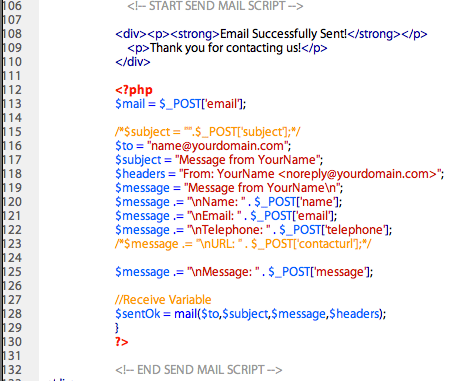 106 <!-- START SEND MAIL SCRIPT -->
107
108 <div><p><strong>Email Successfully Sent!</strong></p>
109 <p>Thank you for contacting us!</p>
110 </div>
111
112 <?php
113 $mail = $_POST['email'];
114
115 /*$subject = "".$_POST['subject'];*/
116 $to = "name@yourdomain.com";
117 $subject = "Message from YourName";
118 $headers = "From: YourName <noreply@yourdomain.com>";
119 $message = "Message from YourName\n";
120 $message .= "\nName: " . $_POST['name'];
121 $message .= "\nEmail: " . $_POST['email'];
122 $message .= "\nTelephone: " . $_POST['telephone'];
123 /*$message .= "\nURL: " . $_POST['contacturl'];*/
124
125 $message .= "\nMessage: " . $_POST['message'];
126
127 //Receive Variable
128 $sentOk = mail($to,$subject,$message,$headers);
129 }
130 ?>
131
132 <!-- END SEND MAIL SCRIPT -->